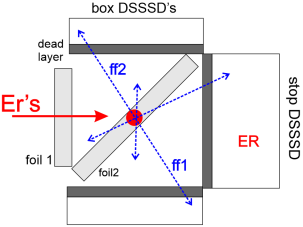 box DSSSD's
dead
layer
ff2
Er's
foil 1
foil2
ff1
ER
stop DSSSD